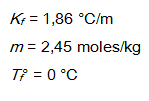 Kf = 1,86 °C/m
m = 2,45 moles/kg
Tf° = 0 °C